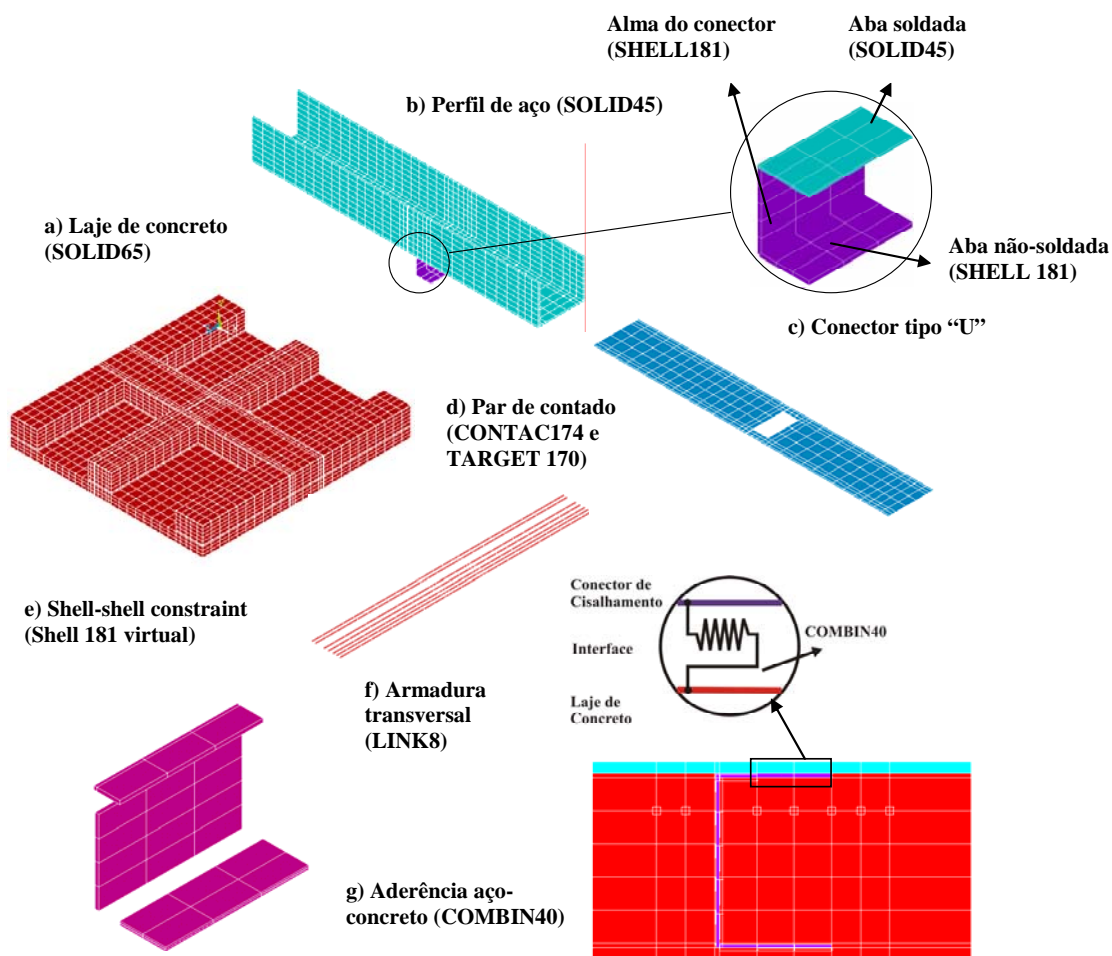 Alma do conector
(SHELL181)
Aba soldada
(SOLID45)
b) Perfil de aço (SOLID45)
a) Laje de concreto
(SOLID65)
Aba não-soldada
(SHELL 181)
c) Conector tipo “U”
d) Par de contado
(CONTAC174 e
TARGET 170)
e) Shell-shell constraint
(Shell 181 virtual)
Conector de
Cisalhamento
Interface
COMBIN40
Laje de
Concreto
f) Armadura
transversal
(LINK8)
g) Aderência aço-
concreto (COMBIN40)